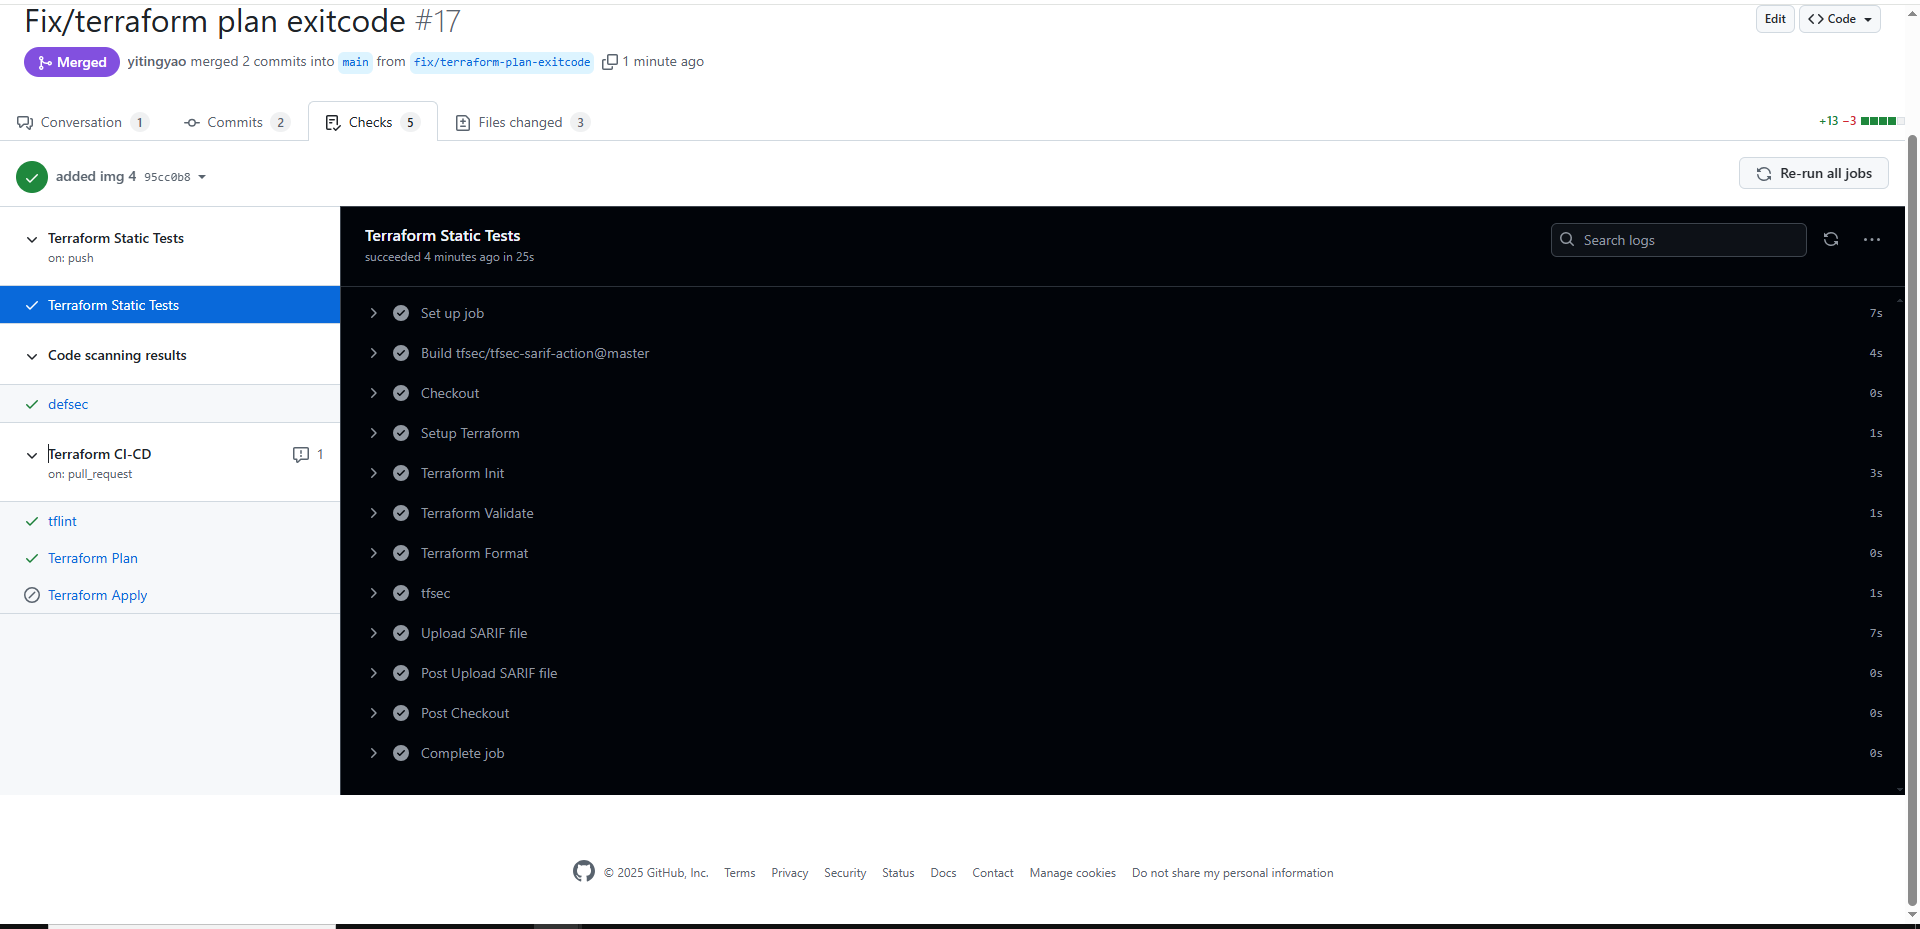 Fix/terraform plan exitcode #17
Edit
Code
Merged
yitingyao merged 2 commits into main from fix/terraform-plan-exitcode 1 minute ago
Conversation 1
Commits 2
Checks 5
Files changed 3
+13 −3
added img 4 95cc0b8
Re-run all jobs
Terraform Static Tests
on: push
Terraform Static Tests
Code scanning results
defsec
Terraform CI-CD
1
on: pull_request
tflint
Terraform Plan
Terraform Apply
Terraform Static Tests
succeeded 4 minutes ago in 25s
Search logs
Set up job 7s
Build tfsec/tfsec-sarif-action@master 4s
Checkout 0s
Setup Terraform 1s
Terraform Init 3s
Terraform Validate 1s
Terraform Format 0s
tfsec 1s
Upload SARIF file 7s
Post Upload SARIF file 0s
Post Checkout 0s
Complete job 0s
© 2025 GitHub, Inc. Terms Privacy Security Status Docs Contact Manage cookies Do not share my personal information